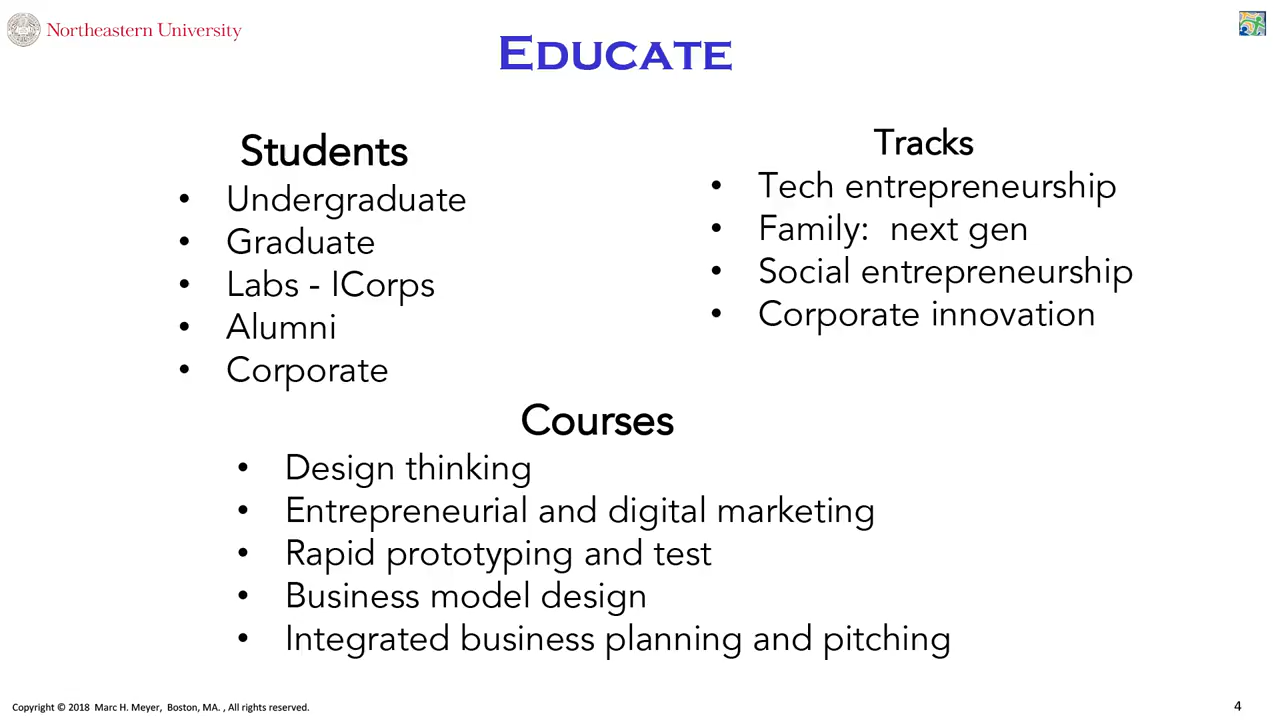 Northeastern University
EDUCATE
Students
• Undergraduate
• Graduate
• Labs - ICorps
• Alumni
• Corporate
Tracks
• Tech entrepreneurship
• Family:  next gen
• Social entrepreneurship
• Corporate innovation
Courses
• Design thinking
• Entrepreneurial and digital marketing
• Rapid prototyping and test
• Business model design
• Integrated business planning and pitching
Copyright © 2018  Marc H. Meyer,  Boston, MA. , All rights reserved.
4